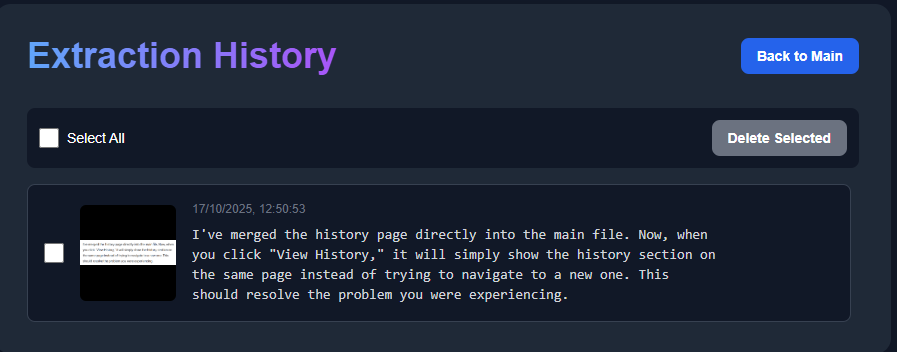 Extraction History
Back to Main
Select All
Delete Selected
17/10/2025, 12:50:53
I've merged the history page directly into the main file. Now, when
you click "View History," it will simply show the history section on
the same page instead of trying to navigate to a new one. This
should resolve the problem you were experiencing.